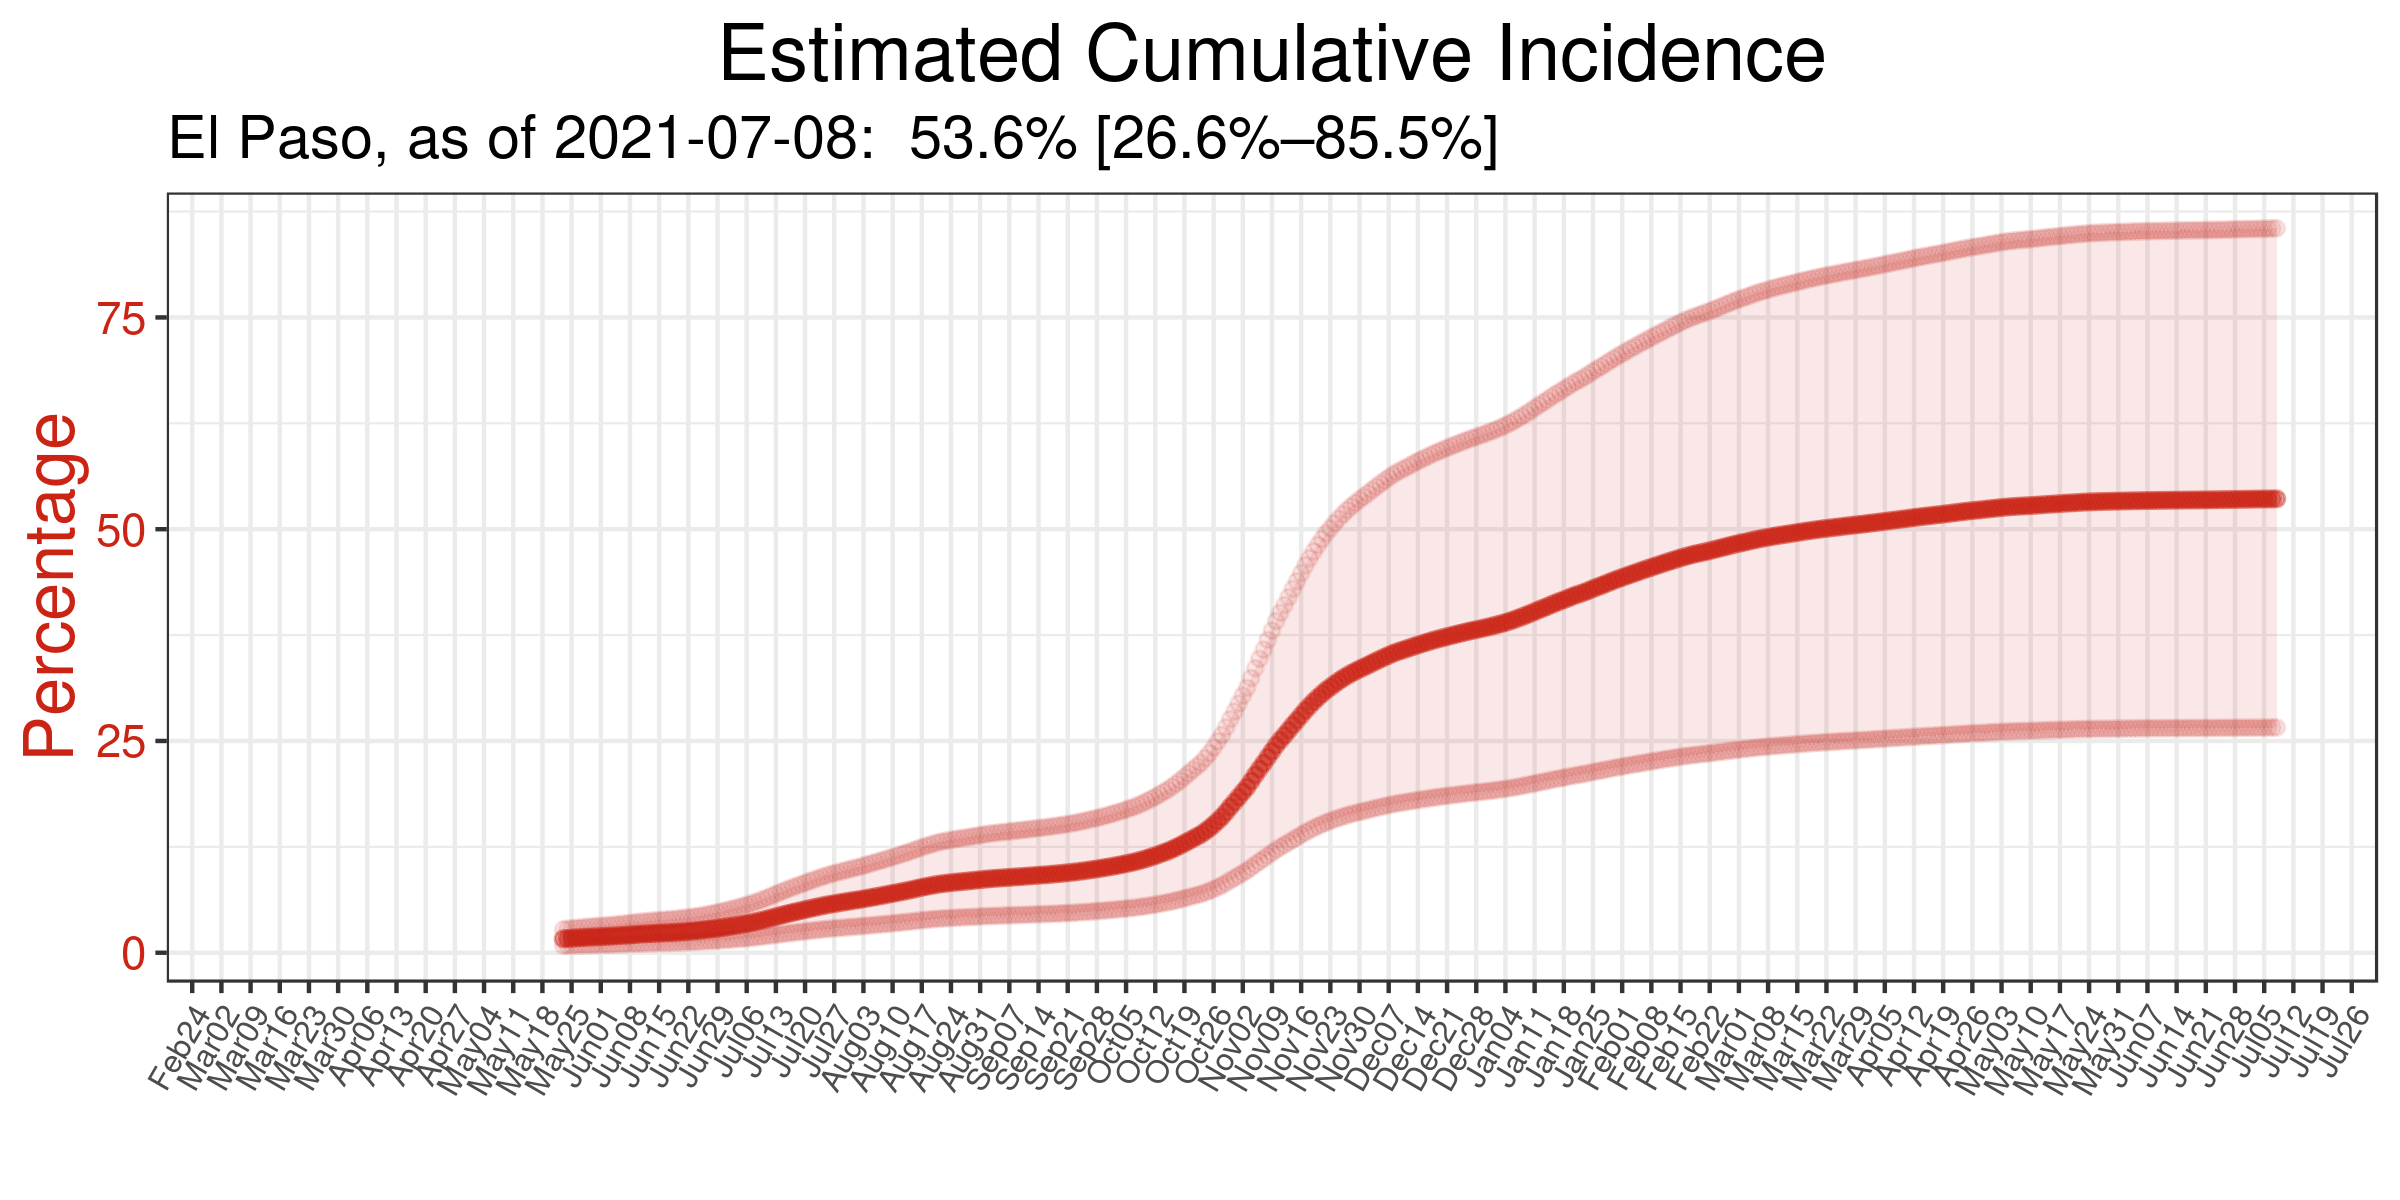 Estimated Cumulative Incidence
El Paso, as of 2021-07-08: 53.6% [26.6%–85.5%]
Percentage
75
50
25
0
Feb24 Mar02 Mar09 Mar16 Mar23 Mar30 Apr06 Apr13 Apr20 Apr27 May04 May11 May18 May25 Jun01 Jun08 Jun15 Jun22 Jun29 Jul06 Jul13 Jul20 Jul27 Aug03 Aug10 Aug17 Aug24 Aug31 Sep07 Sep14 Sep21 Sep28 Oct05 Oct12 Oct19 Oct26 Nov02 Nov09 Nov16 Nov23 Nov30 Dec07 Dec14 Dec21 Dec28 Jan04 Jan11 Jan18 Jan25 Feb01 Feb08 Feb15 Feb22 Mar01 Mar08 Mar15 Mar22 Mar29 Apr05 Apr12 Apr19 Apr26 May03 May10 May17 May24 May31 Jun07 Jun14 Jun21 Jun28 Jul05 Jul12 Jul19 Jul26